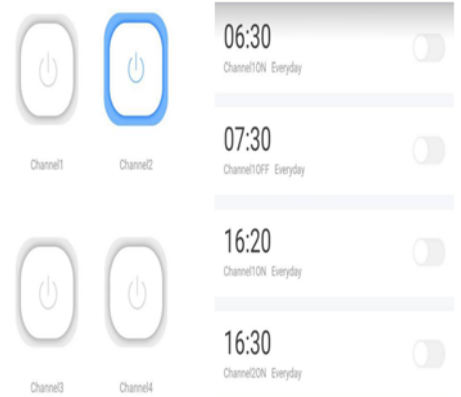 Channel1
Channel2
Channel3
Channel4
06:30
Channel1ON Everyday
07:30
Channel1OFF Everyday
16:20
Channel1ON Everyday
16:30
Channel2ON Everyday